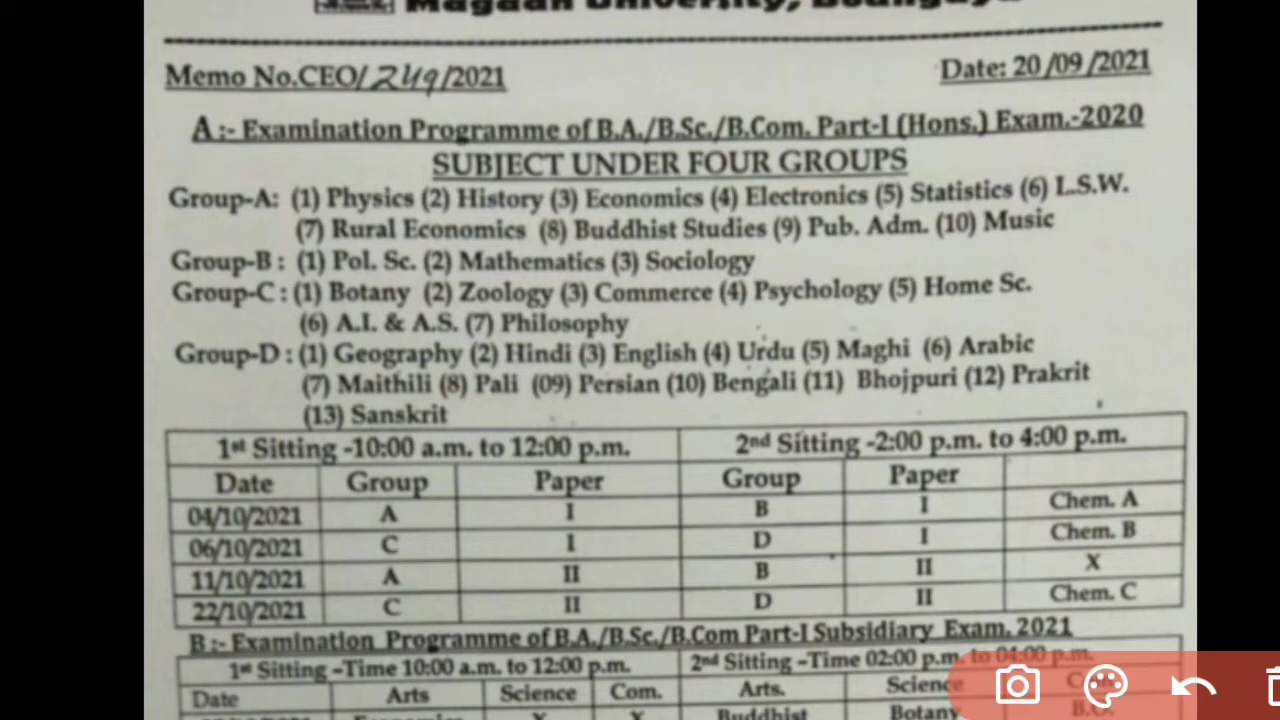 Magadh University, Bodhgaya
Memo No.CEO/249/2021 Date: 20/09/2021
A :- Examination Programme of B.A./B.Sc./B.Com. Part-I (Hons.) Exam.-2020
SUBJECT UNDER FOUR GROUPS
Group-A: (1) Physics (2) History (3) Economics (4) Electronics (5) Statistics (6) L.S.W.
(7) Rural Economics (8) Buddhist Studies (9) Pub. Adm. (10) Music
Group-B : (1) Pol. Sc. (2) Mathematics (3) Sociology
Group-C : (1) Botany (2) Zoology (3) Commerce (4) Psychology (5) Home Sc.
(6) A.I. & A.S. (7) Philosophy
Group-D : (1) Geography (2) Hindi (3) English (4) Urdu (5) Maghi (6) Arabic
(7) Maithili (8) Pali (09) Persian (10) Bengali (11) Bhojpuri (12) Prakrit
(13) Sanskrit
1st Sitting -10:00 a.m. to 12:00 p.m. 2nd Sitting -2:00 p.m. to 4:00 p.m.
Date Group Paper Group Paper
04/10/2021 A I B I Chem. A
06/10/2021 C I D I Chem. B
11/10/2021 A II B II X
22/10/2021 C II D II Chem. C
B :- Examination Programme of B.A./B.Sc./B.Com Part-I Subsidiary Exam. 2021
1st Sitting –Time 10:00 a.m. to 12:00 p.m. 2nd Sitting –Time 02:00 p.m. to 04:00 p.m.
Date Arts Science Com. Arts. Science
Economics X X Buddhist Botany